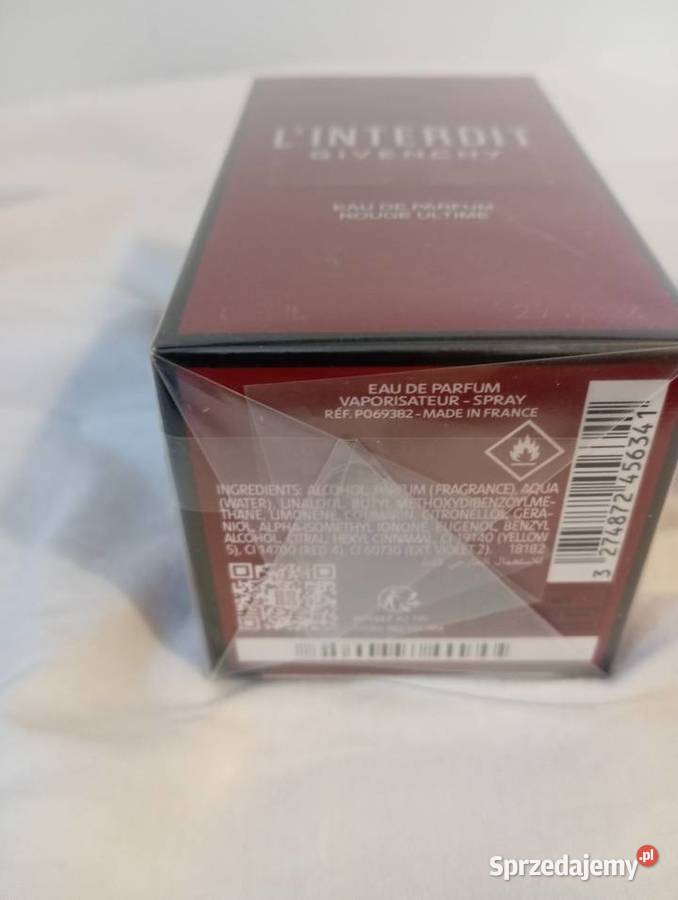 L'INTERDIT
GIVENCHY
EAU DE PARFUM
ROUGE ULTIME
EAU DE PARFUM
VAPORISATEUR - SPRAY
RÉF. P069382 - MADE IN FRANCE
INGREDIENTS: ALCOHOL, PARFUM (FRAGRANCE), AQUA
(WATER), LINALOOL, BUTYL METHOXYDIBENZOYLME-
THANE, LIMONENE, COUMARIN, CITRONELLOL, GERA-
NIOL, ALPHA-ISOMETHYL IONONE, EUGENOL, BENZYL
ALCOHOL, CITRAL, HEXYL CINNAMAL, CI 19140 (YELLOW
5), CI 14700 (RED 4), CI 60730 (EXT. VIOLET 2). 181B2
3 274872 456341
Sprzedajemy.pl